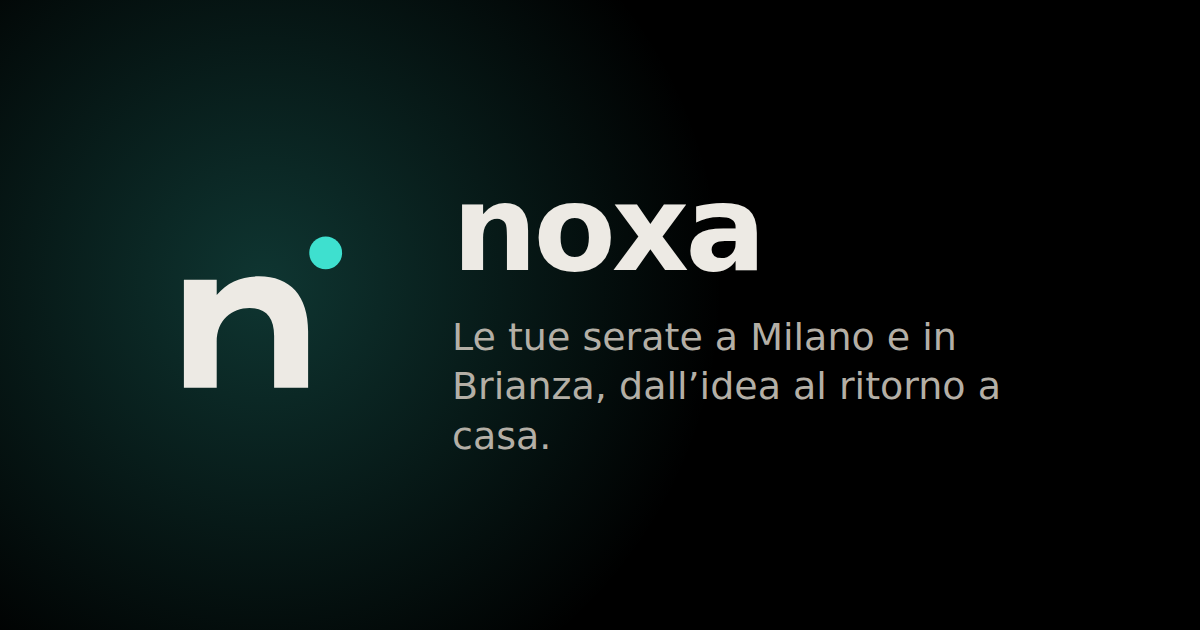 n
noxa
Le tue serate a Milano e in
Brianza, dall’idea al ritorno a
casa.